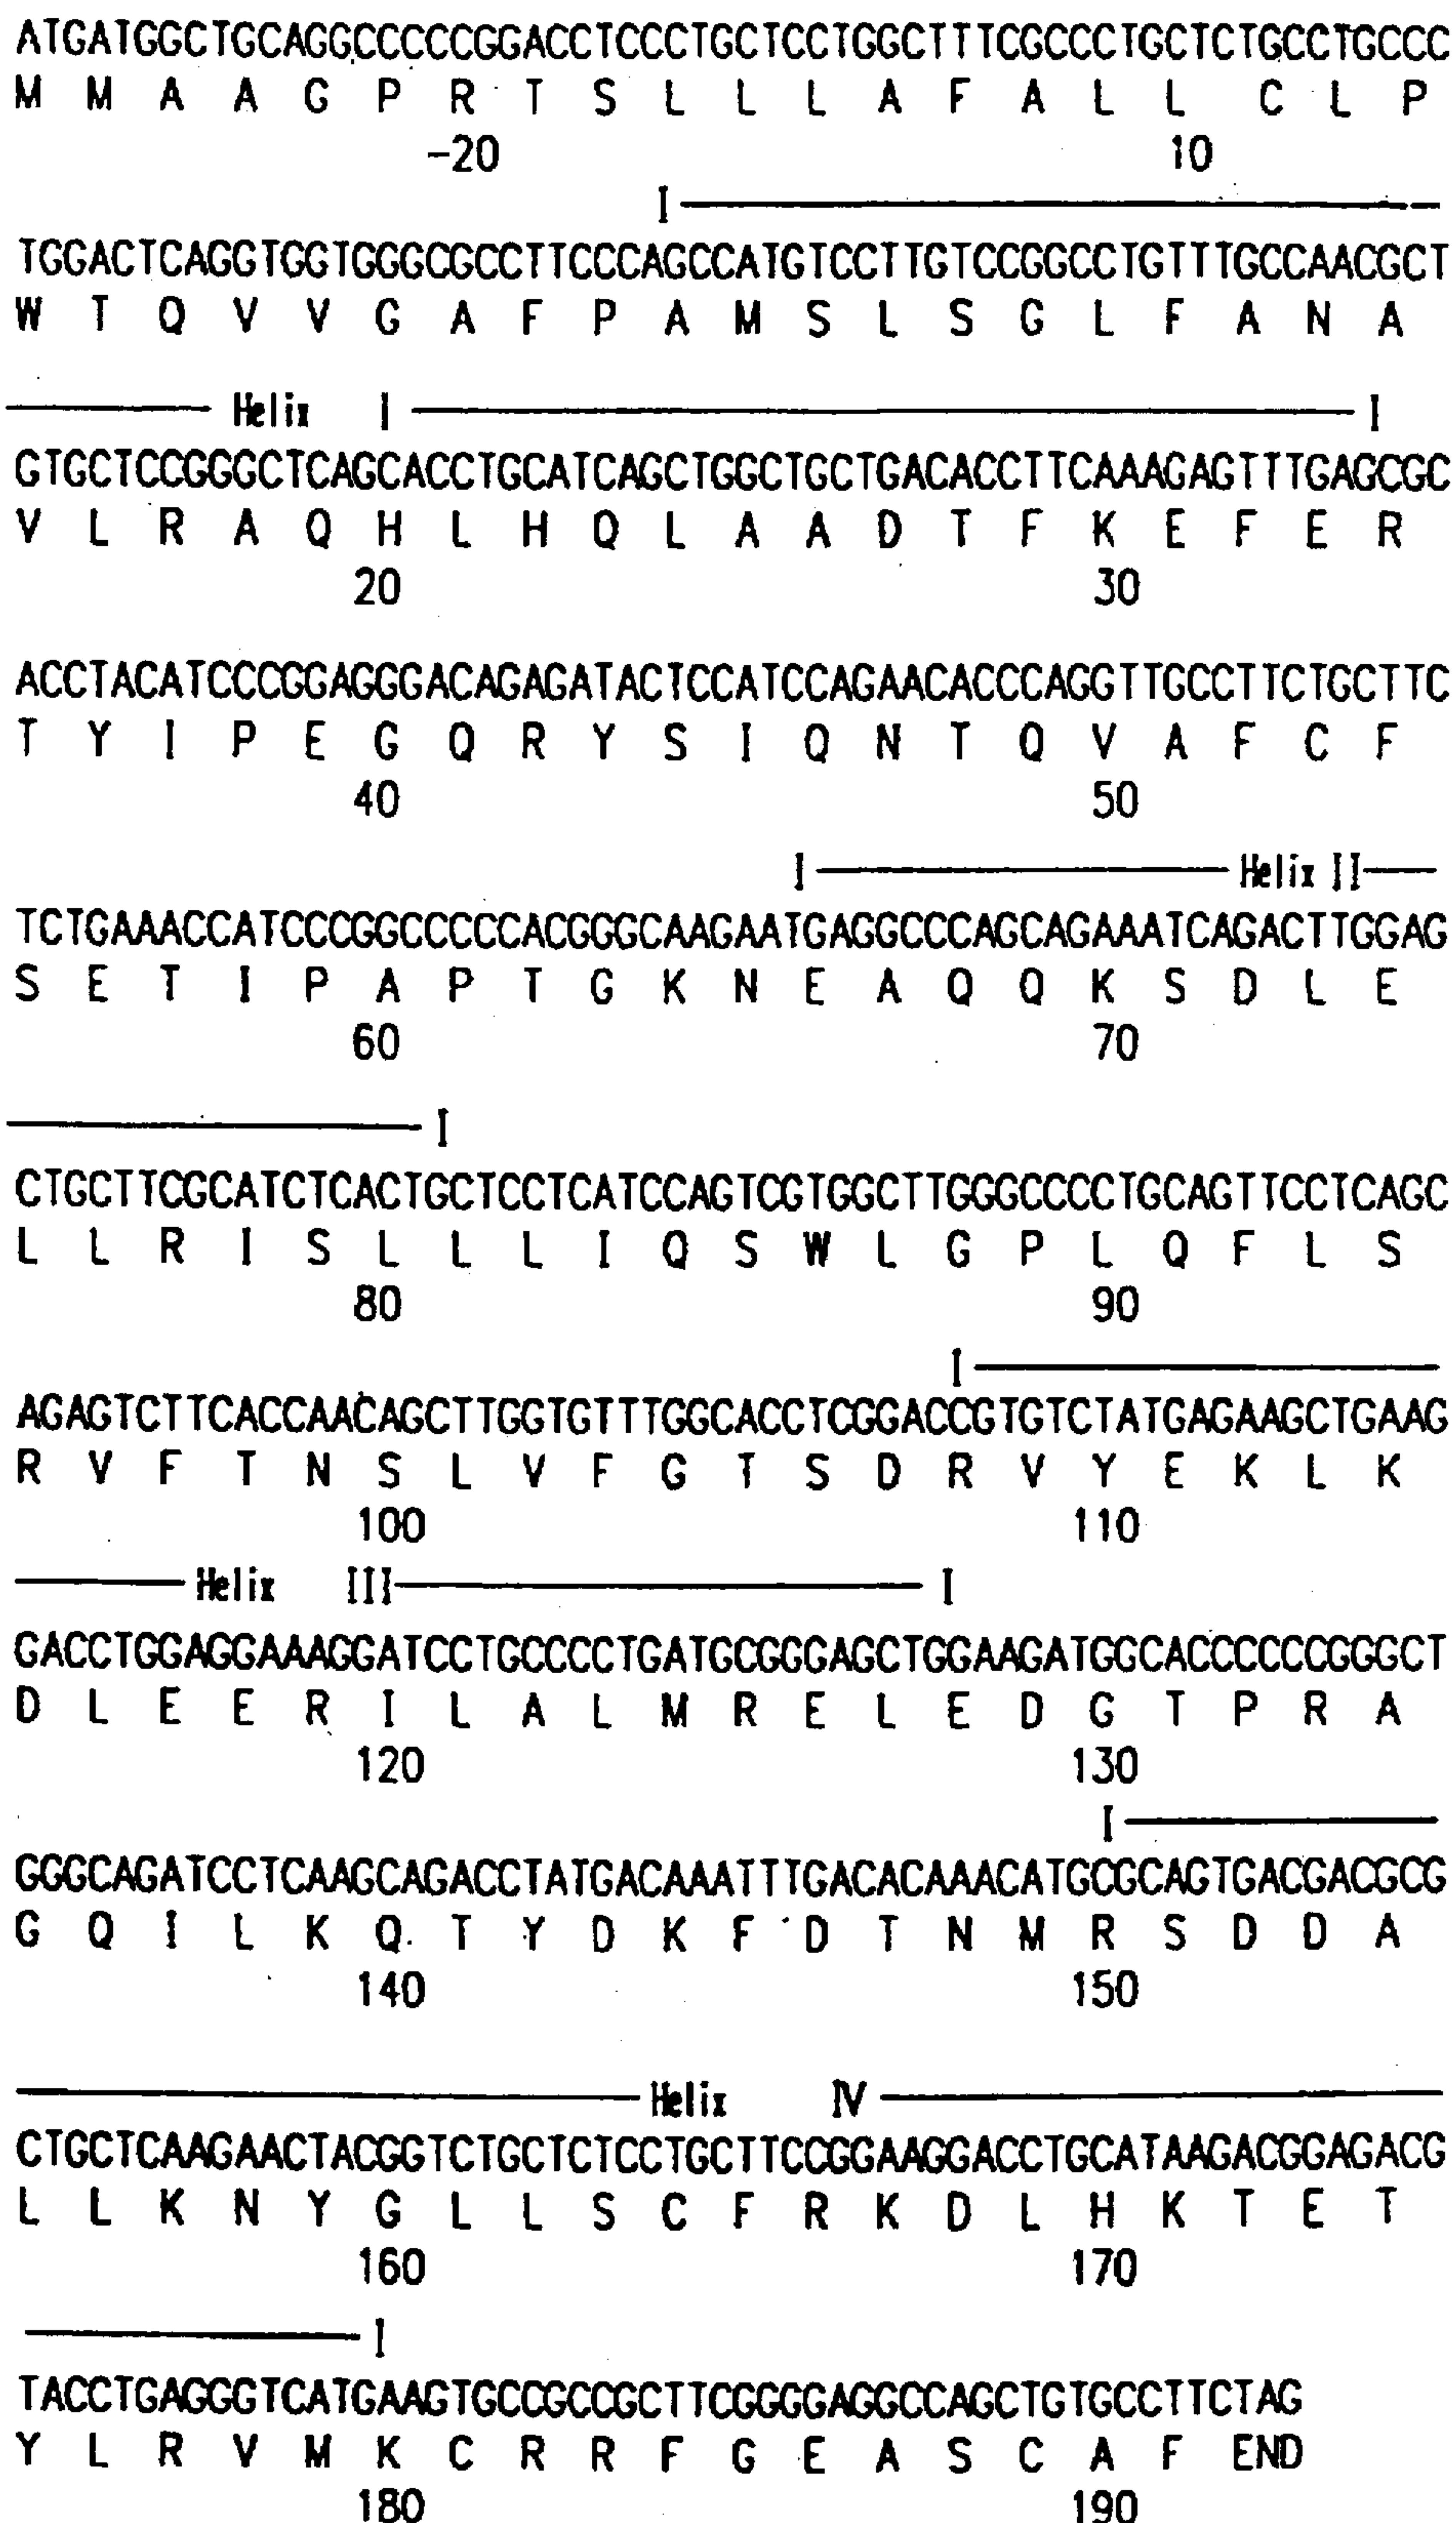 ATGATGGCTGCAGGCCCCCGGACCTCCCTGCTCCTGGCTTTCGCCCTGCTCTGCCTGCCC
M M A A G P R T S L L L A F A L L C L P
-20 10
I
TGGACTCAGGTGGTGGGCGCCTTCCCAGCCATGTCCTTGTCCGGCCTGTTTGCCAACGCT
W T Q V V G A F P A M S L S G L F A N A
Helix I I
GTGCTCCGGGCTCAGCACCTGCATCAGCTGGCTGCTGACACCTTCAAAGAGTTTGAGCGC
V L R A Q H L H Q L A A D T F K E F E R
20 30
ACCTACATCCCGGAGGGACAGAGATACTCCATCCAGAACACCCAGGTTGCCTTCTGCTTC
T Y I P E G Q R Y S I Q N T Q V A F C F
40 50
I Helix II
TCTGAAACCATCCCGGCCCCCACGGGCAAGAATGAGGCCCAGCAGAAATCAGACTTGGAG
S E T I P A P T G K N E A Q Q K S D L E
60 70
I
CTGCTTCGCATCTCACTGCTCCTCATCCAGTCGTGGCTTGGGCCCCTGCAGTTCCTCAGC
L L R I S L L L I Q S W L G P L Q F L S
80 90
I
AGAGTCTTCACCAACAGCTTGGTGTTTGGCACCTCGGACCGTGTCTATGAGAAGCTGAAG
R V F T N S L V F G T S D R V Y E K L K
100 110
Helix III I
GACCTGGAGGAAAGGATCCTGCCCCTGATGCGGGAGCTGGAAGATGGCACCCCCCGGGCT
D L E E R I L A L M R E L E D G T P R A
120 130
I
GGGCAGATCCTCAAGCAGACCTATGACAAATTTGACACAAACATGCGCAGTGACGACGCG
G Q I L K Q T Y D K F D T N M R S D D A
140 150
Helix IV
CTGCTCAAGAACTACGGTCTGCTCTCCTGCTTCCGGAAGGACCTGCATAAGACGGAGACG
L L K N Y G L L S C F R K D L H K T E T
160 170
I
TACCTGAGGGTCATGAAGTGCCGCCGCTTCGGGGAGGCCAGCTGTGCCTTCTAG
Y L R V M K C R R F G E A S C A F END
180 190